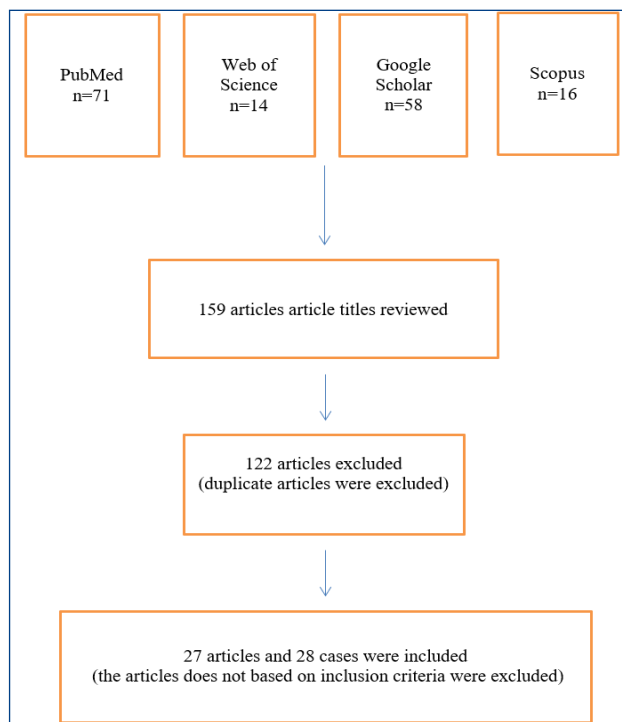 PubMed
n=71
Web of
Science
n=14
Google
Scholar
n=58
Scopus
n=16
159 articles article titles reviewed
122 articles excluded
(duplicate articles were excluded)
27 articles and 28 cases were included
(the articles does not based on inclusion criteria were excluded)